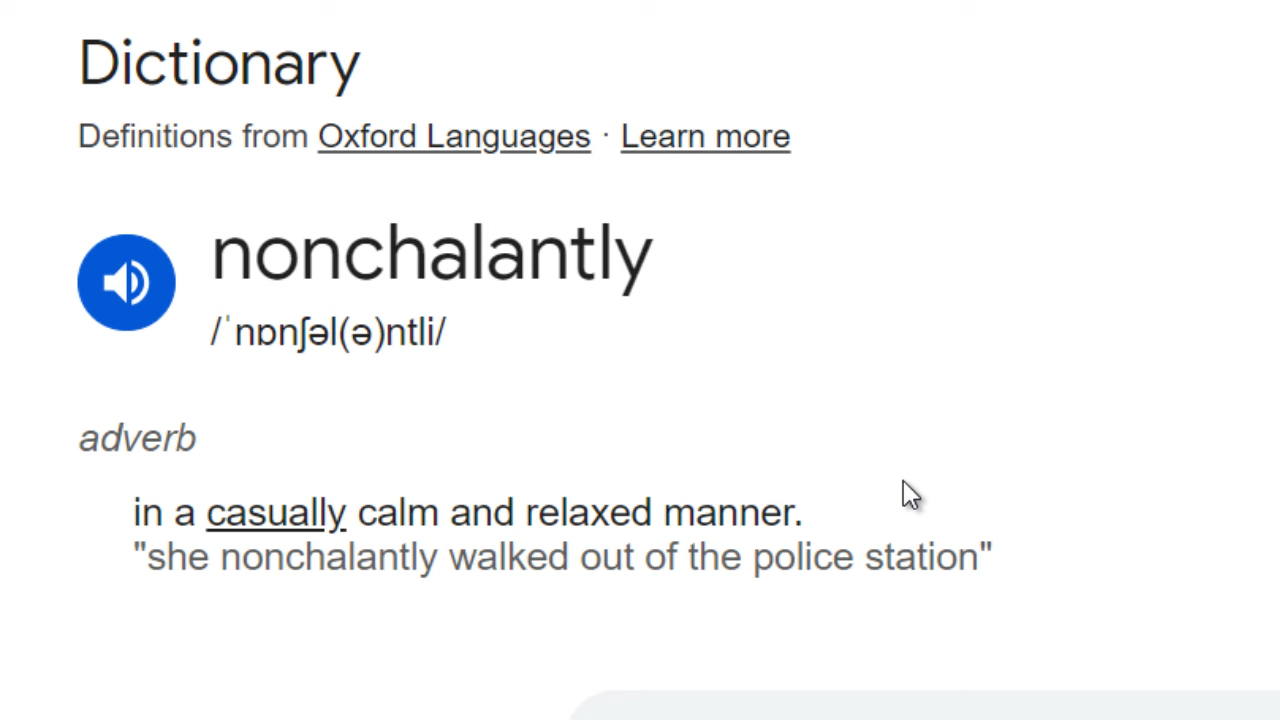 Dictionary
Definitions from Oxford Languages · Learn more
nonchalantly
/ˈnɒnʃəl(ə)ntli/
adverb
in a casually calm and relaxed manner.
"she nonchalantly walked out of the police station"